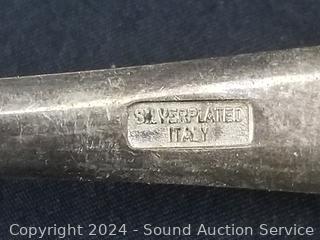 SILVERPLATED
ITALY
Copyright 2024 - Sound Auction Service